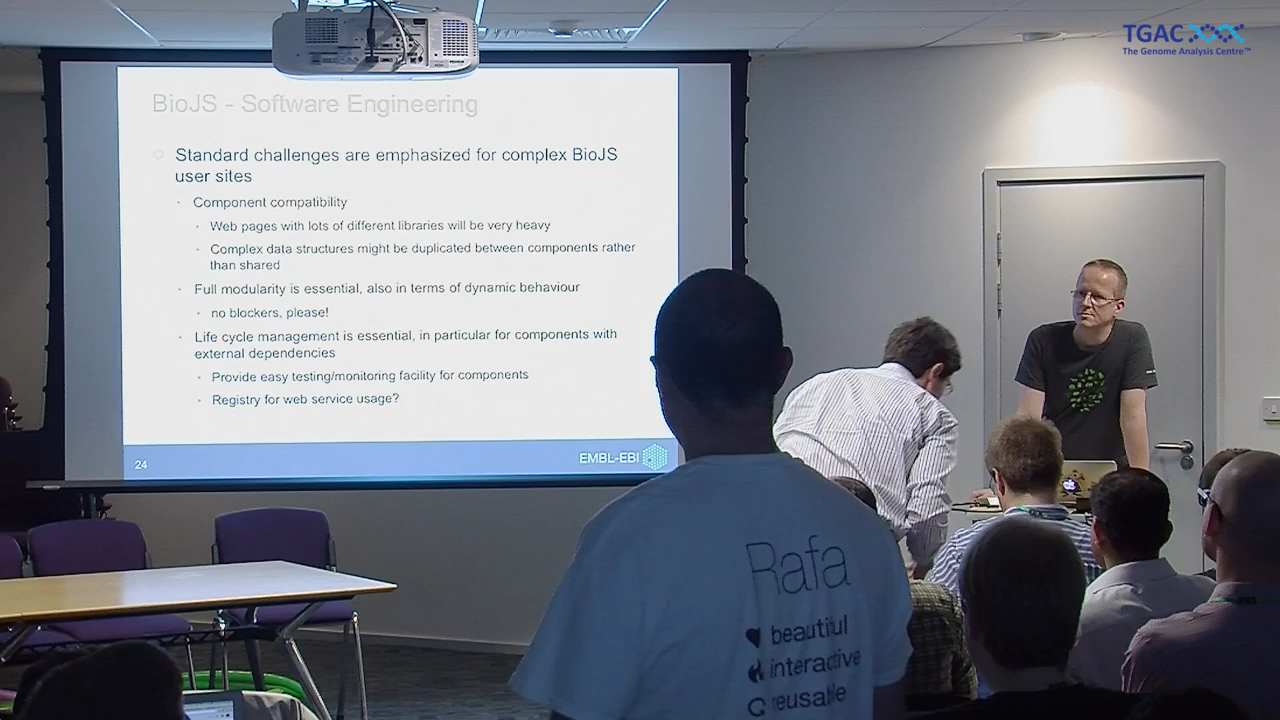 TGAC
The Genome Analysis Centre™
BioJS - Software Engineering
Standard challenges are emphasized for complex BioJS
user sites
Component compatibility
Web pages with lots of different libraries will be very heavy
Complex data structures might be duplicated between components rather
than shared
Full modularity is essential, also in terms of dynamic behaviour
no blockers, please!
Life cycle management is essential, in particular for components with
external dependencies
Provide easy testing/monitoring facility for components
Registry for web service usage?
24
EMBL-EBI
Rafa
beautiful
interactive
reusable